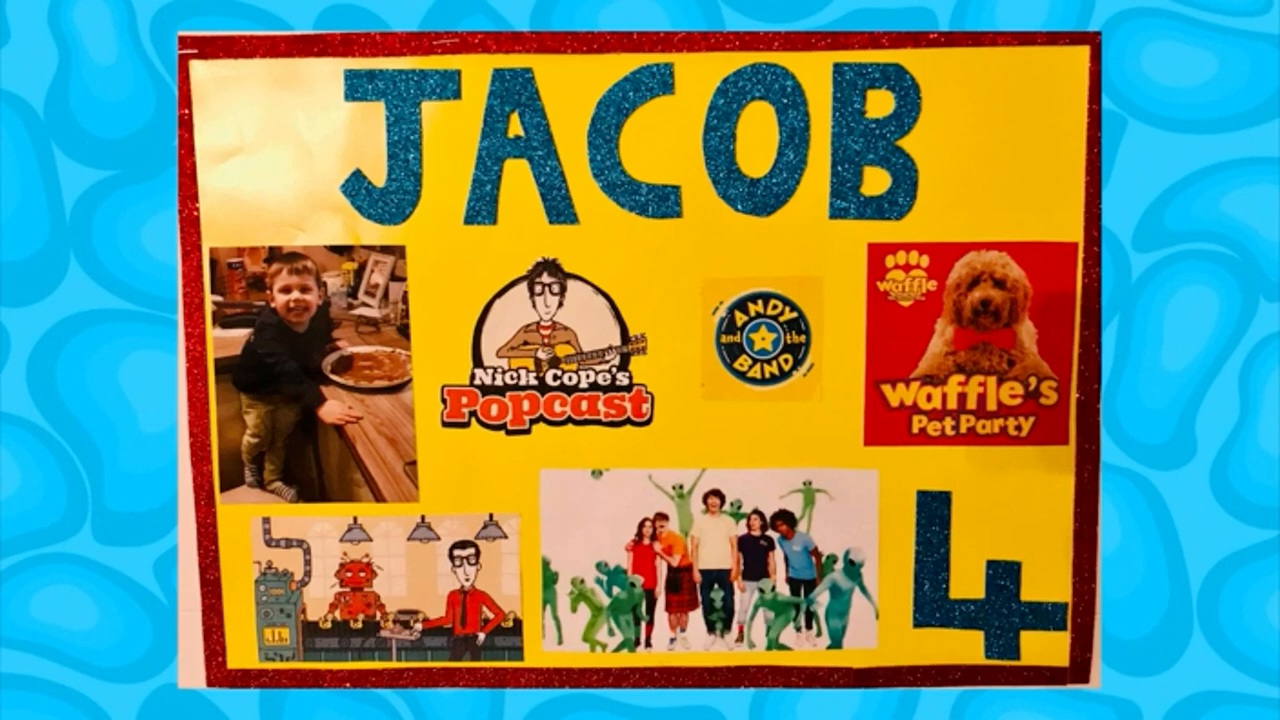 JACOB
Nick Cope's
Popcast
ANDY
and the
BAND
waffle
waffle's
Pet Party
4